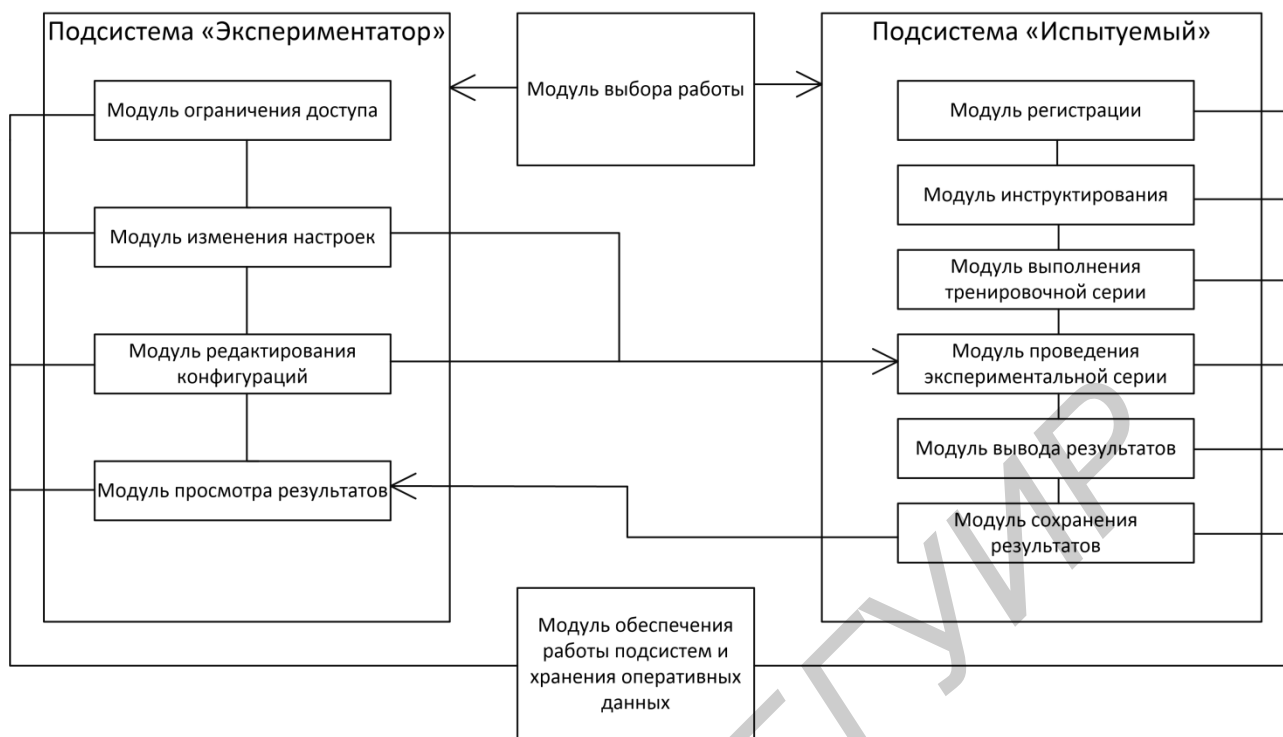 Подсистема «Экспериментатор»
Модуль ограничения доступа
Модуль изменения настроек
Модуль редактирования
конфигураций
Модуль просмотра результатов
Модуль выбора работы
Подсистема «Испытуемый»
Модуль регистрации
Модуль инструктирования
Модуль выполнения
тренировочной серии
Модуль проведения
экспериментальной серии
Модуль вывода результатов
Модуль сохранения
результатов
Модуль обеспечения
работы подсистем и
хранения оперативных
данных